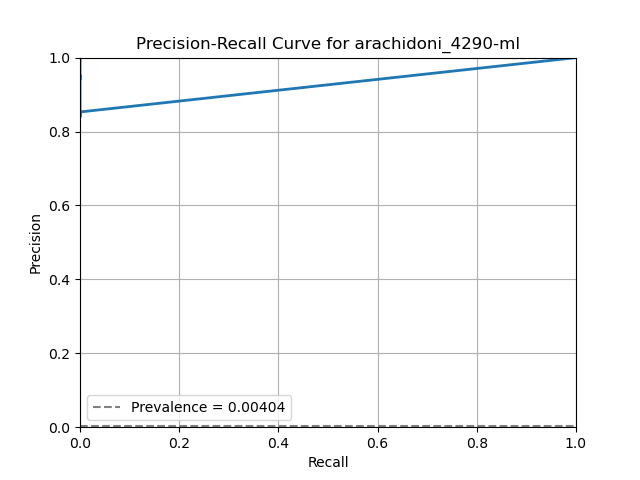 Precision-Recall Curve for arachidoni_4290-ml
1.0
0.8
0.6
0.4
0.2
0.0
Precision
Prevalence = 0.00404
0.0 0.2 0.4 0.6 0.8 1.0
Recall